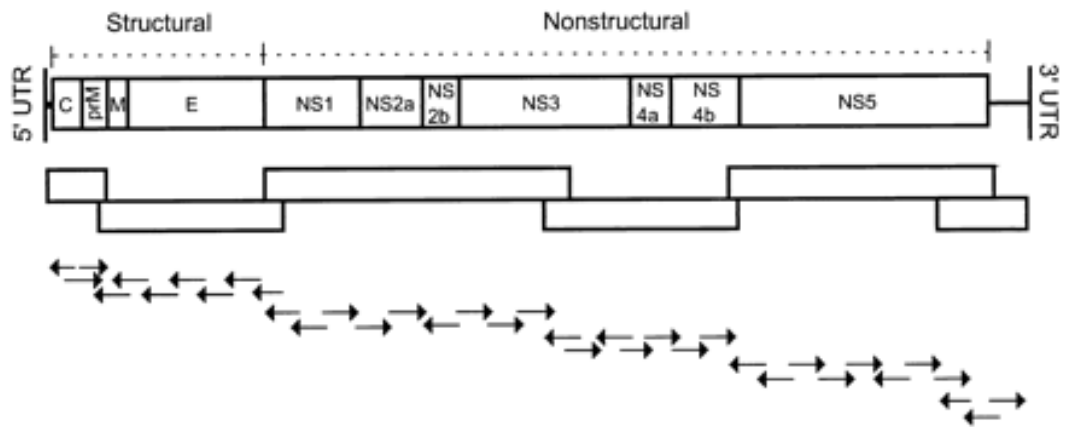 Structural Nonstructural
5' UTR C prM M E NS1 NS2a NS 2b NS3 NS 4a NS 4b NS5 3' UTR